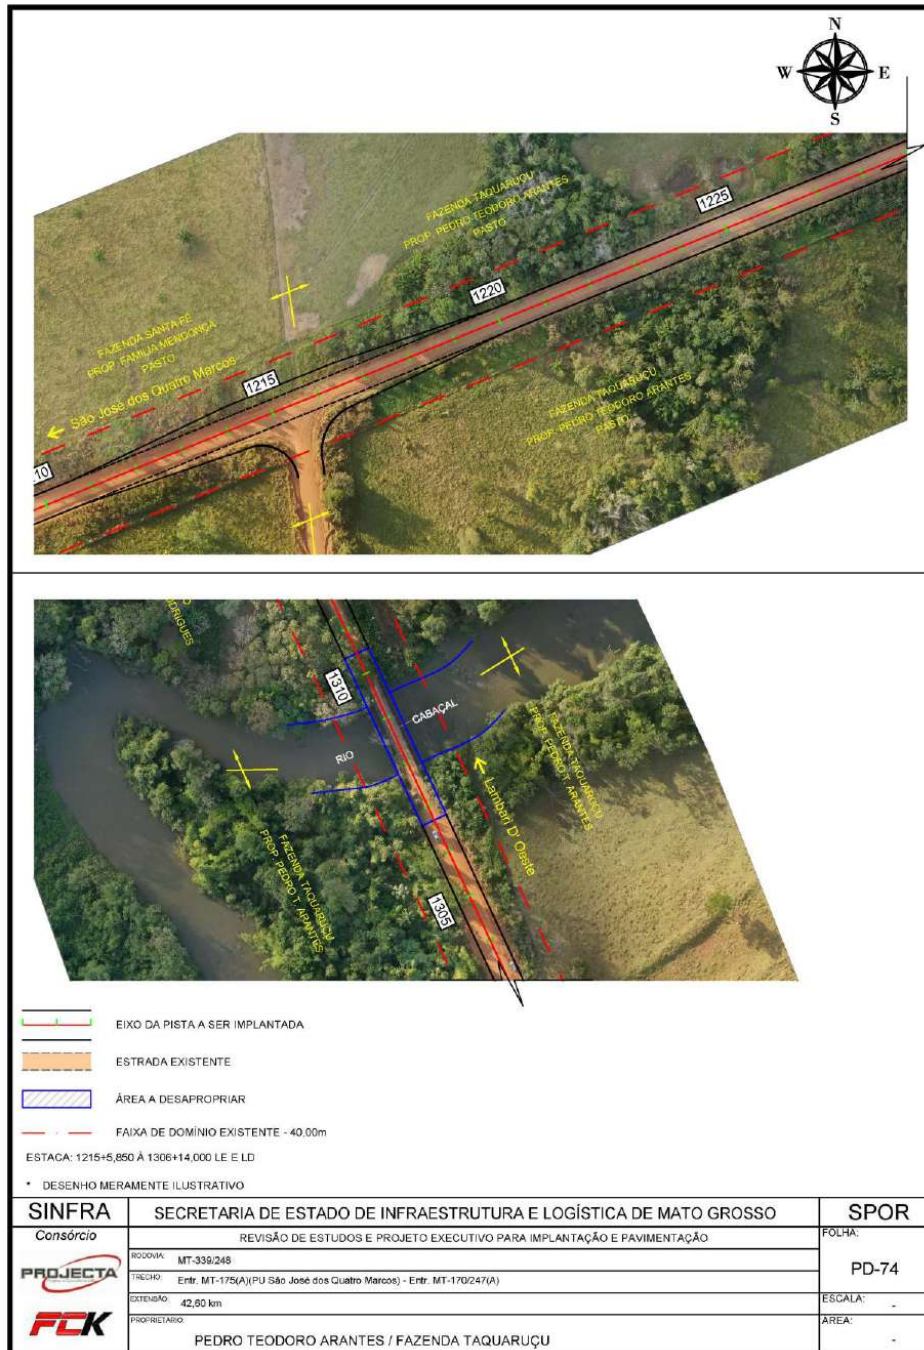 N
W E
S
FAZENDA TAQUARUÇU
PROP. PEDRO TEODORO ARANTES
PASTO
1225
1220
FAZENDA SANTA FÉ
PROP. FAMILIA MENDONÇA
PASTO
1215
São José dos Quatro Marcos
FAZENDA TAQUARUÇU
PROP. PEDRO TEODORO ARANTES
PASTO
10
1310
CABAÇAL
RIO
FAZENDA TAQUARUÇU
PROP. PEDRO T. ARANTES
Lambari D' Oeste
FAZENDA TAQUARUÇU
PROP. PEDRO T. ARANTES
1305
EIXO DA PISTA A SER IMPLANTADA
ESTRADA EXISTENTE
ÁREA A DESAPROPRIAR
FAIXA DE DOMÍNIO EXISTENTE - 40,00m
ESTACA: 1215+5,850 À 1306+14,000 LE E LD
* DESENHO MERAMENTE ILUSTRATIVO
SINFRA
SECRETARIA DE ESTADO DE INFRAESTRUTURA E LOGÍSTICA DE MATO GROSSO
SPOR
Consórcio
REVISÃO DE ESTUDOS E PROJETO EXECUTIVO PARA IMPLANTAÇÃO E PAVIMENTAÇÃO
FOLHA:
PD-74
PROJECTA
RODOVIA: MT-339/248
TRECHO: Entr. MT-175(A)(PU São José dos Quatro Marcos) - Entr. MT-170/247(A)
EXTENSÃO: 42,60 km
ESCALA: -
FCK
PROPRIETÁRIO:
PEDRO TEODORO ARANTES / FAZENDA TAQUARUÇU
ÁREA:
-